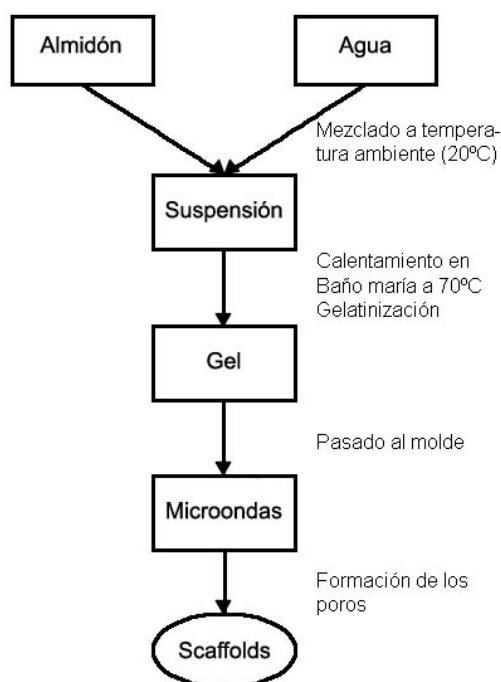 Almidón
Agua
Mezclado a tempera-
tura ambiente (20ºC)
Suspensión
Calentamiento en
Baño maría a 70ºC
Gelatinización
Gel
Pasado al molde
Microondas
Formación de los
poros
Scaffolds